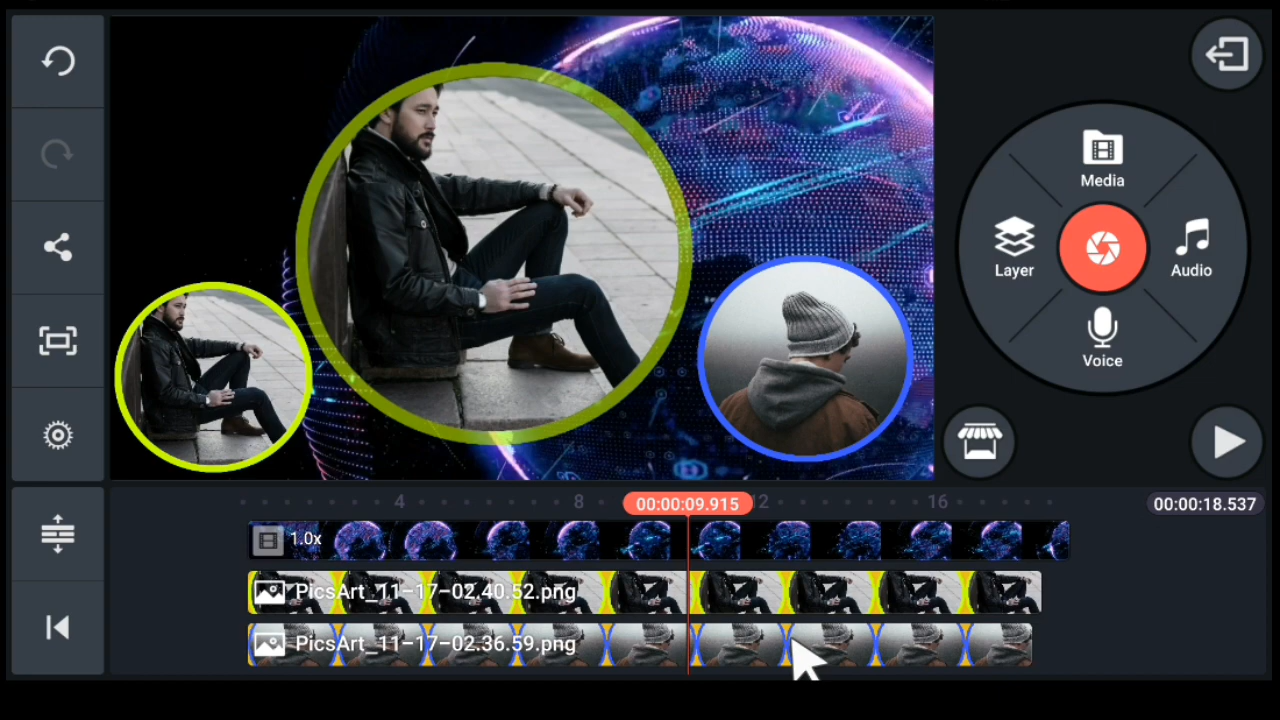 Media
Layer
Audio
Voice
4
8
00:00:09.915
12
16
00:00:18.537
1.0x
PicsArt_11-17-02.40.52.png
PicsArt_11-17-02.36.59.png